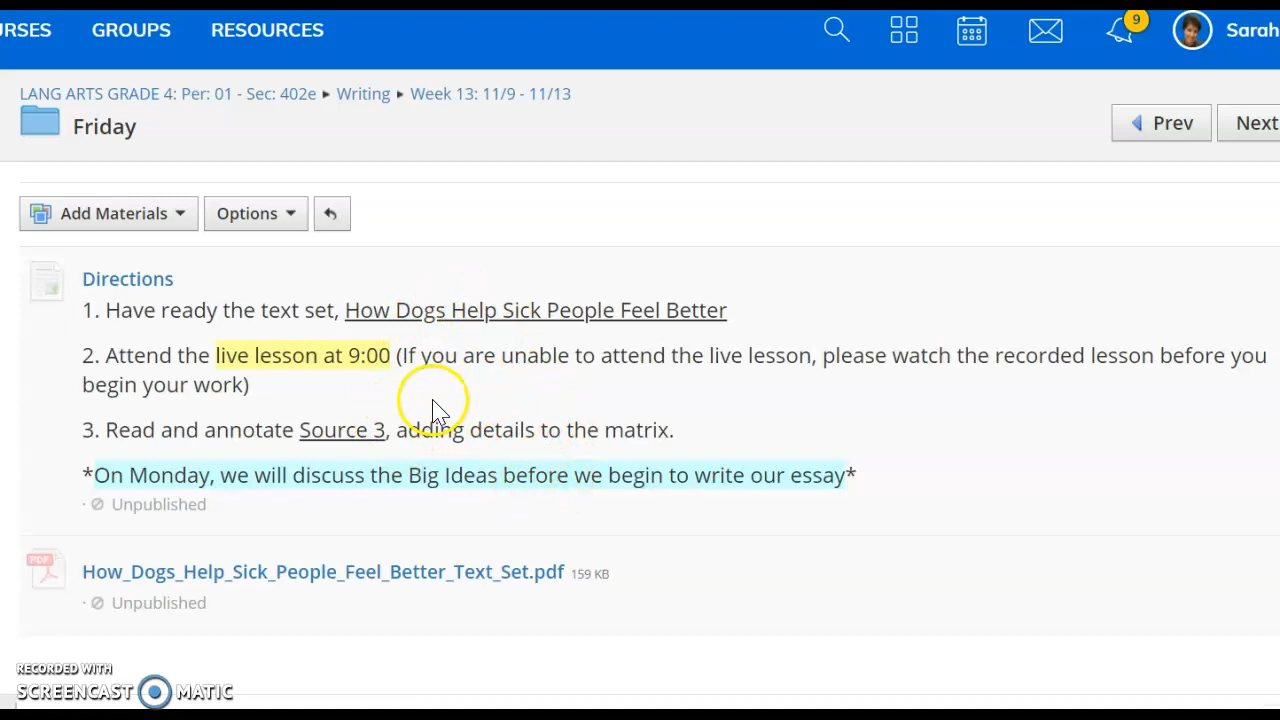 URSES GROUPS RESOURCES 9 Sarah
LANG ARTS GRADE 4: Per: 01 - Sec: 402e ▸ Writing ▸ Week 13: 11/9 - 11/13
Friday
Prev Next
Add Materials Options
Directions
1. Have ready the text set, How Dogs Help Sick People Feel Better
2. Attend the live lesson at 9:00 (If you are unable to attend the live lesson, please watch the recorded lesson before you
begin your work)
3. Read and annotate Source 3, adding details to the matrix.
*On Monday, we will discuss the Big Ideas before we begin to write our essay*
· Unpublished
PDF
How_Dogs_Help_Sick_People_Feel_Better_Text_Set.pdf 159 KB
· Unpublished
RECORDED WITH
SCREENCAST MATIC